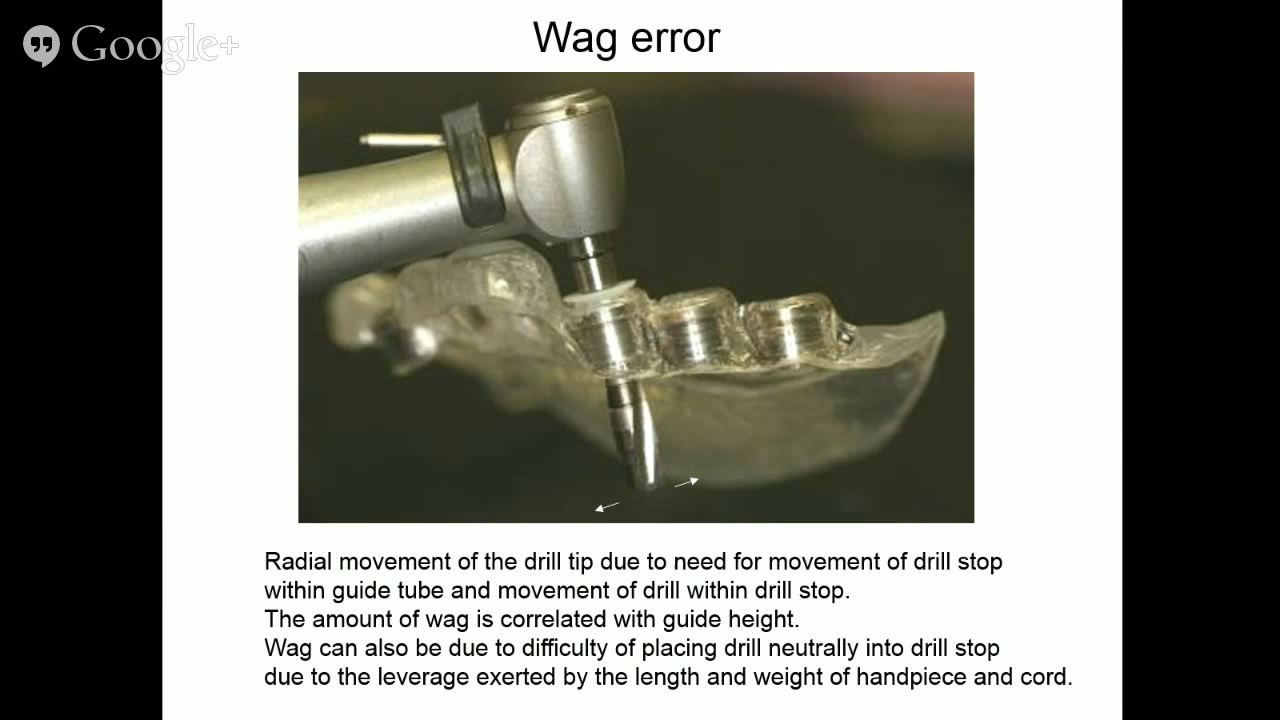 Google+
Wag error
Radial movement of the drill tip due to need for movement of drill stop
within guide tube and movement of drill within drill stop.
The amount of wag is correlated with guide height.
Wag can also be due to difficulty of placing drill neutrally into drill stop
due to the leverage exerted by the length and weight of handpiece and cord.